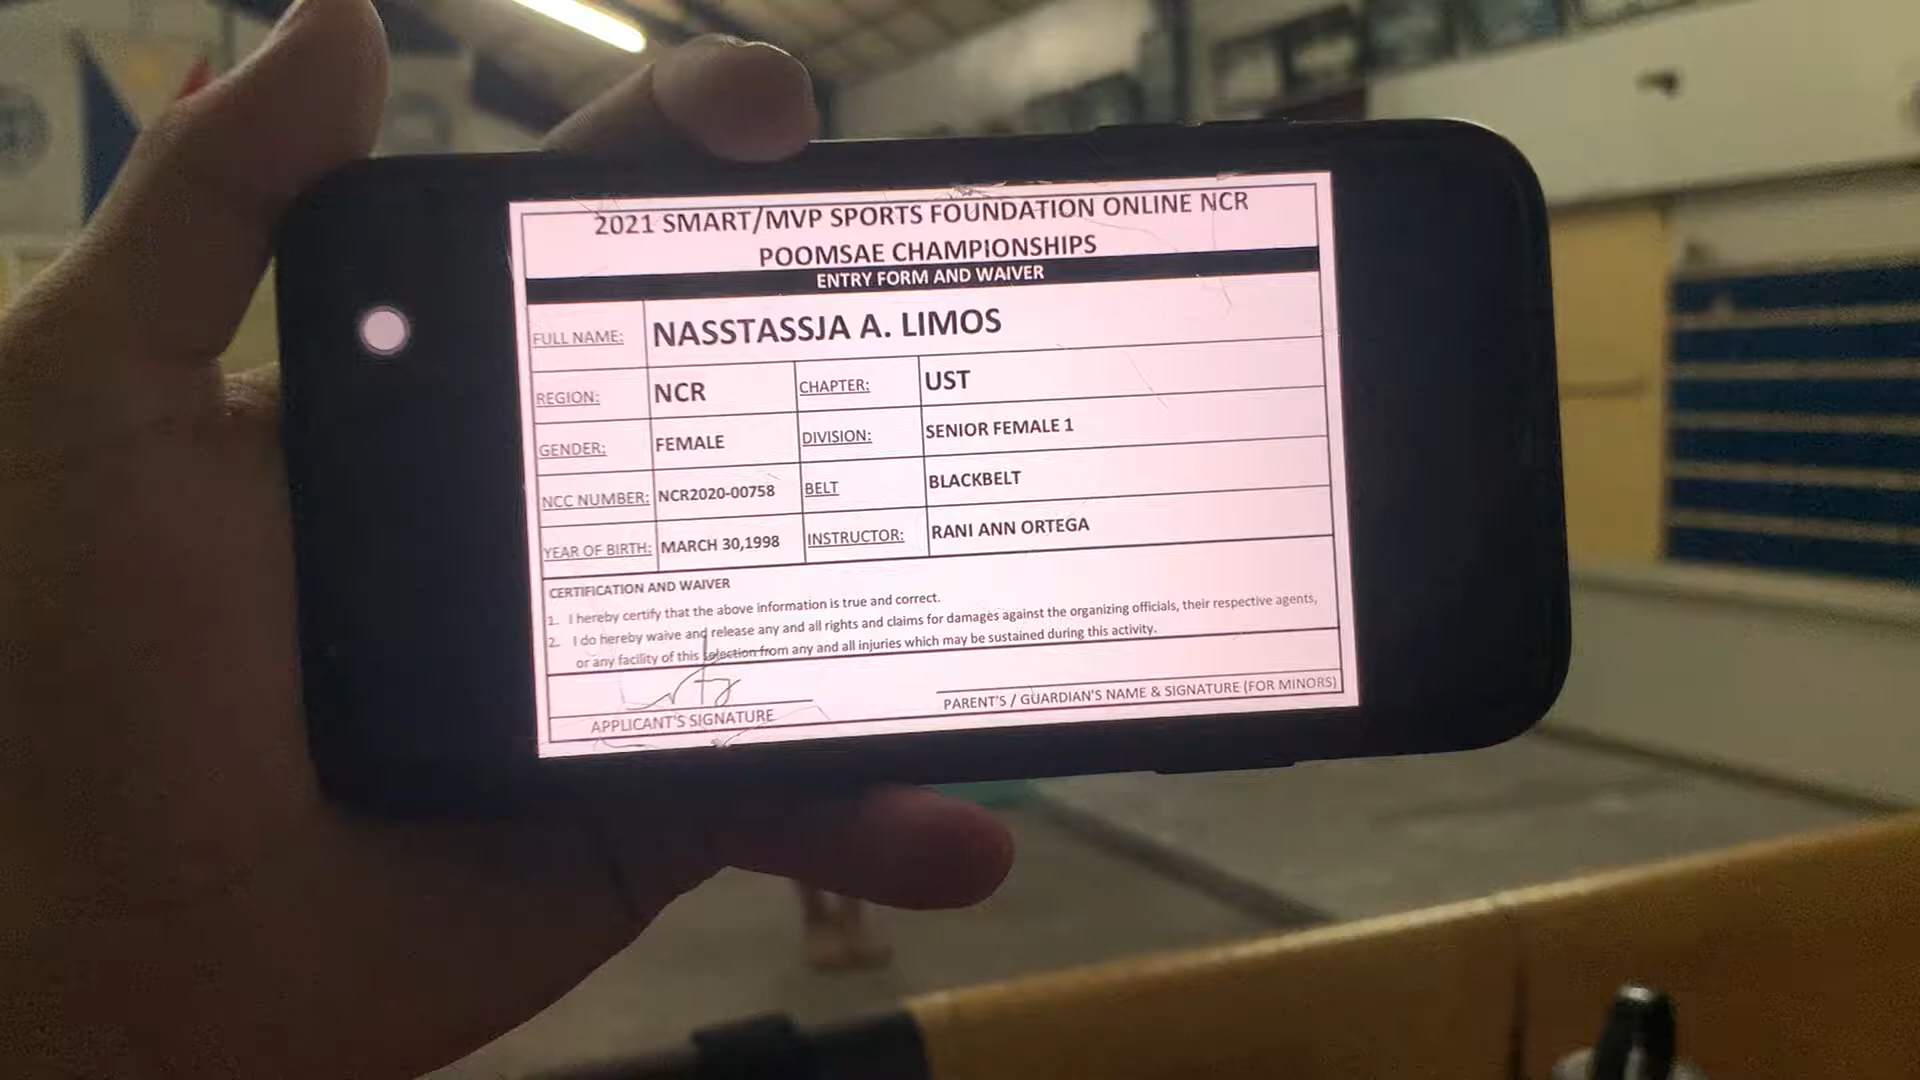 2021 SMART/MVP SPORTS FOUNDATION ONLINE NCR
POOMSAE CHAMPIONSHIPS
ENTRY FORM AND WAIVER
FULL NAME: NASSTASSJA A. LIMOS
REGION: NCR CHAPTER: UST
GENDER: FEMALE DIVISION: SENIOR FEMALE 1
NCC NUMBER: NCR2020-00758 BELT BLACKBELT
YEAR OF BIRTH: MARCH 30,1998 INSTRUCTOR: RANI ANN ORTEGA
CERTIFICATION AND WAIVER
1. I hereby certify that the above information is true and correct.
2. I do hereby waive and release any and all rights and claims for damages against the organizing officials, their respective agents,
or any facility of this selection from any and all injuries which may be sustained during this activity.
APPLICANT'S SIGNATURE PARENT'S / GUARDIAN'S NAME & SIGNATURE (FOR MINORS)